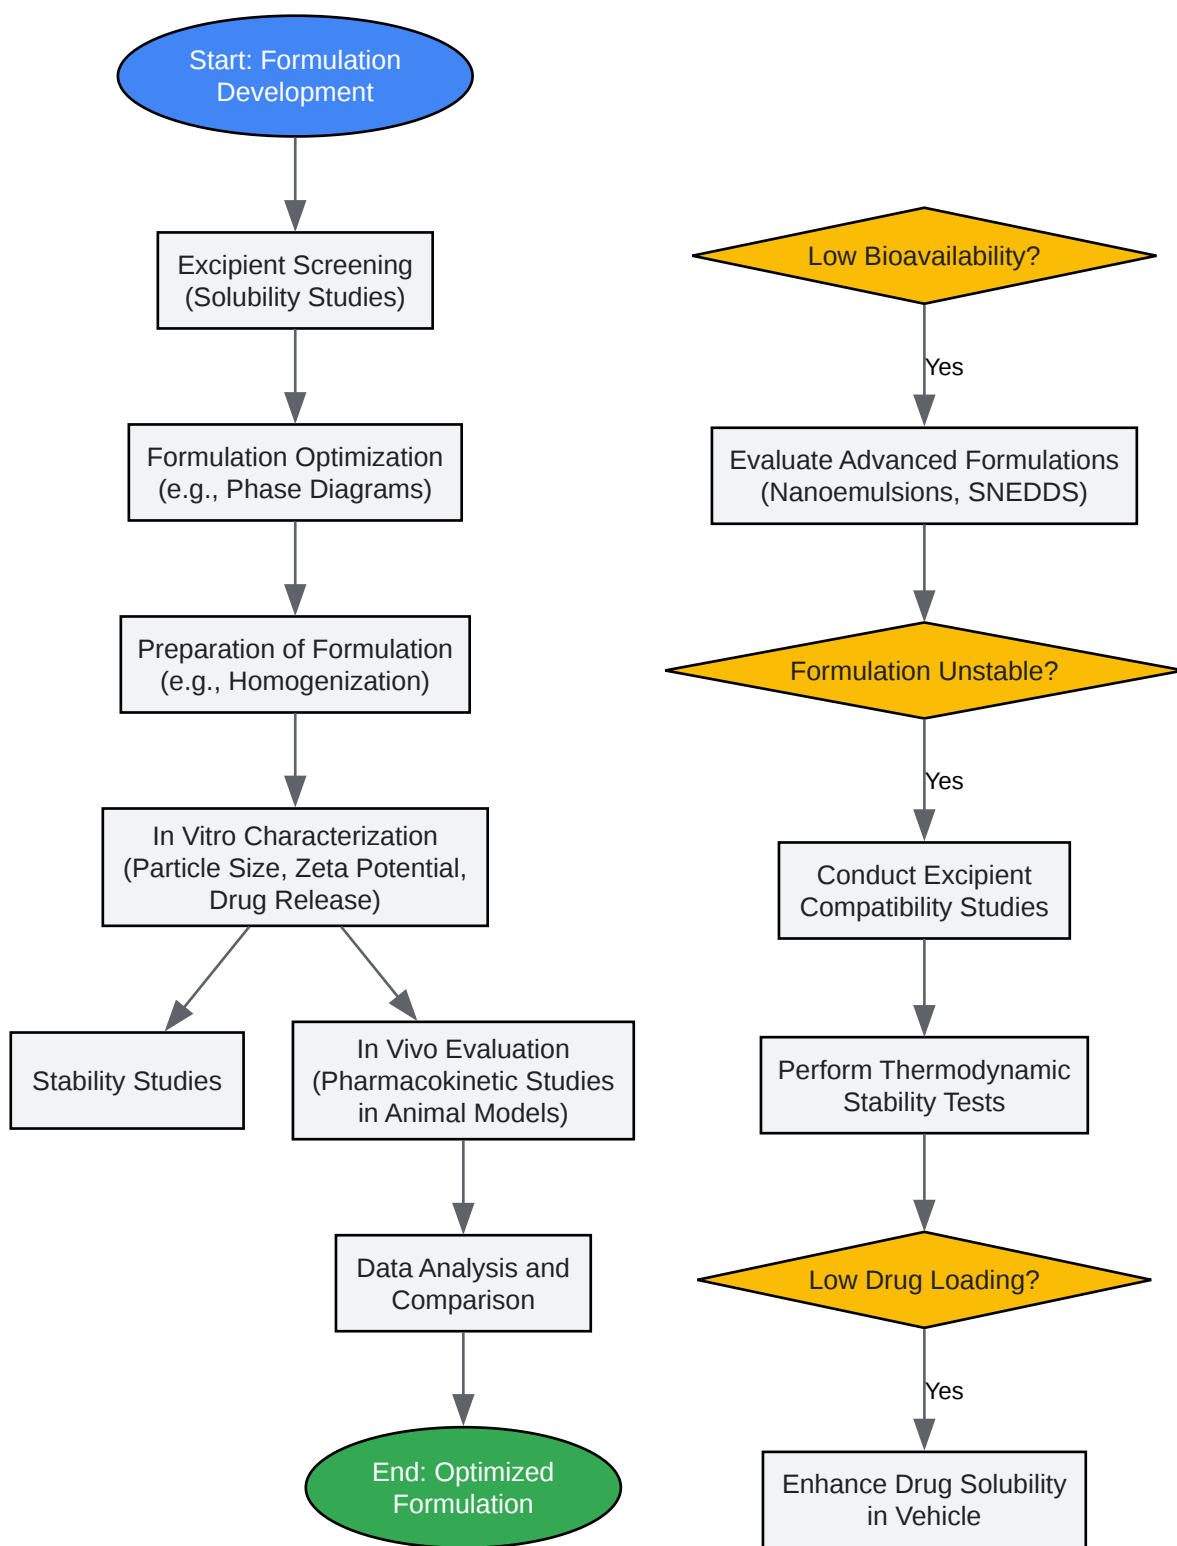 Start: Formulation
Development
Excipient Screening
(Solubility Studies)
Formulation Optimization
(e.g., Phase Diagrams)
Preparation of Formulation
(e.g., Homogenization)
In Vitro Characterization
(Particle Size, Zeta Potential,
Drug Release)
Stability Studies
In Vivo Evaluation
(Pharmacokinetic Studies
in Animal Models)
Data Analysis and
Comparison
End: Optimized
Formulation
Low Bioavailability?
Yes
Evaluate Advanced Formulations
(Nanoemulsions, SNEDDS)
Formulation Unstable?
Yes
Conduct Excipient
Compatibility Studies
Perform Thermodynamic
Stability Tests
Low Drug Loading?
Yes
Enhance Drug Solubility
in Vehicle